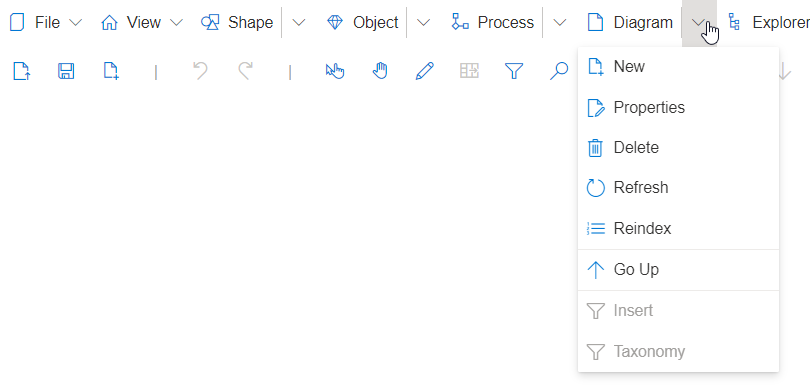 File View Shape Object Process Diagram Explorer
New
Properties
Delete
Refresh
Reindex
Go Up
Insert
Taxonomy